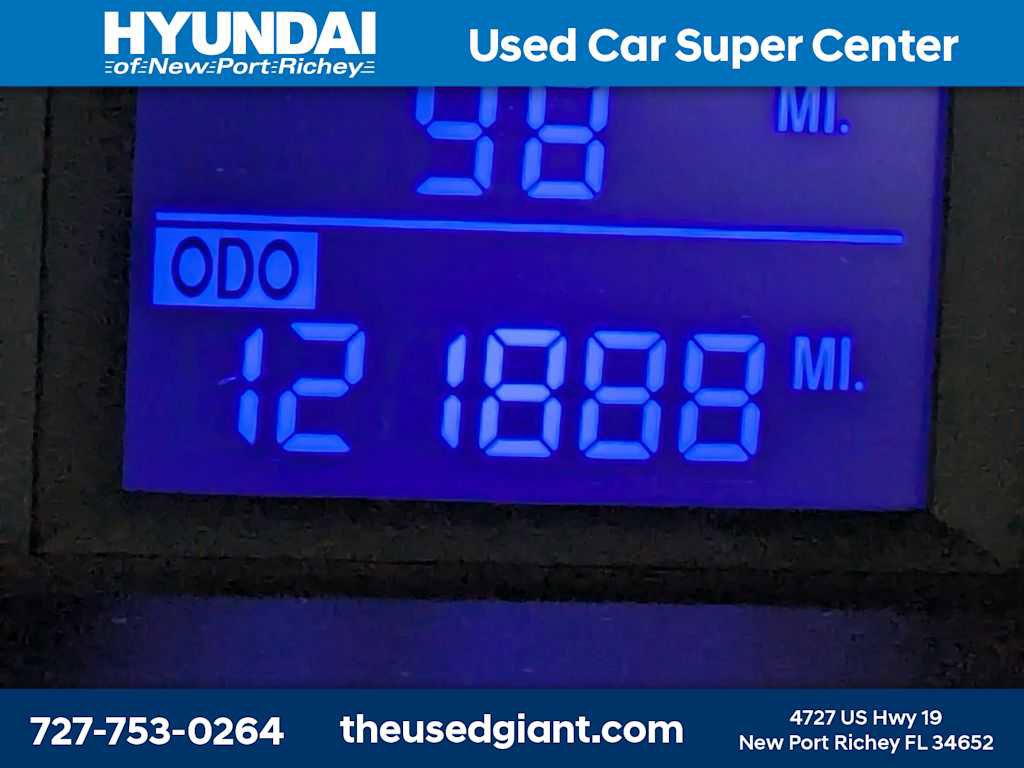 HYUNDAI
of New Port Richey
Used Car Super Center
98 MI.
ODO
121888 MI.
727-753-0264
theusedgiant.com
4727 US Hwy 19
New Port Richey FL 34652